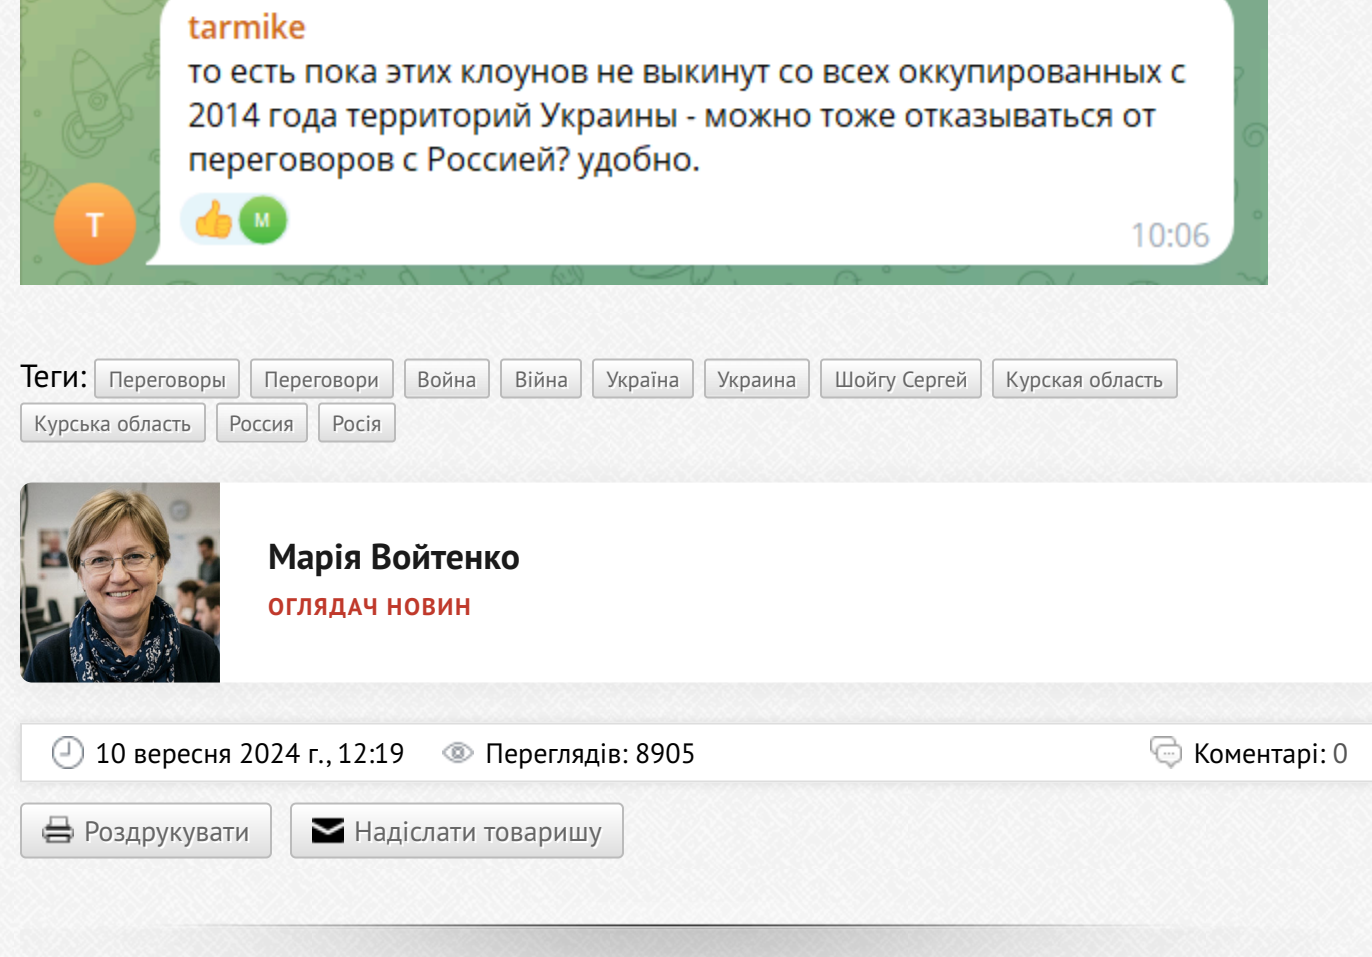 tarmike
то есть пока этих клоунов не выкинут со всех оккупированных с
2014 года территорий Украины - можно тоже отказываться от
переговоров с Россией? удобно.
T
M
10:06
Теги: Переговоры Переговори Война Війна Україна Украина Шойгу Сергей Курская область
Курська область Россия Росія
Марія Войтенко
ОГЛЯДАЧ НОВИН
10 вересня 2024 г., 12:19 Переглядів: 8905 Коментарі: 0
Роздрукувати Надіслати товаришу